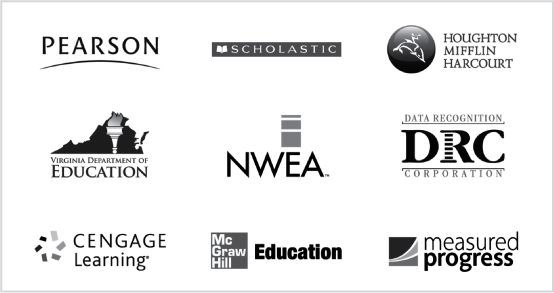 PEARSON
SCHOLASTIC
HOUGHTON
MIFFLIN
HARCOURT
VIRGINIA DEPARTMENT OF
EDUCATION
NWEA™
DATA RECOGNITION
DRC
CORPORATION
CENGAGE
Learning®
Mc
Graw
Hill
Education
measured
progress